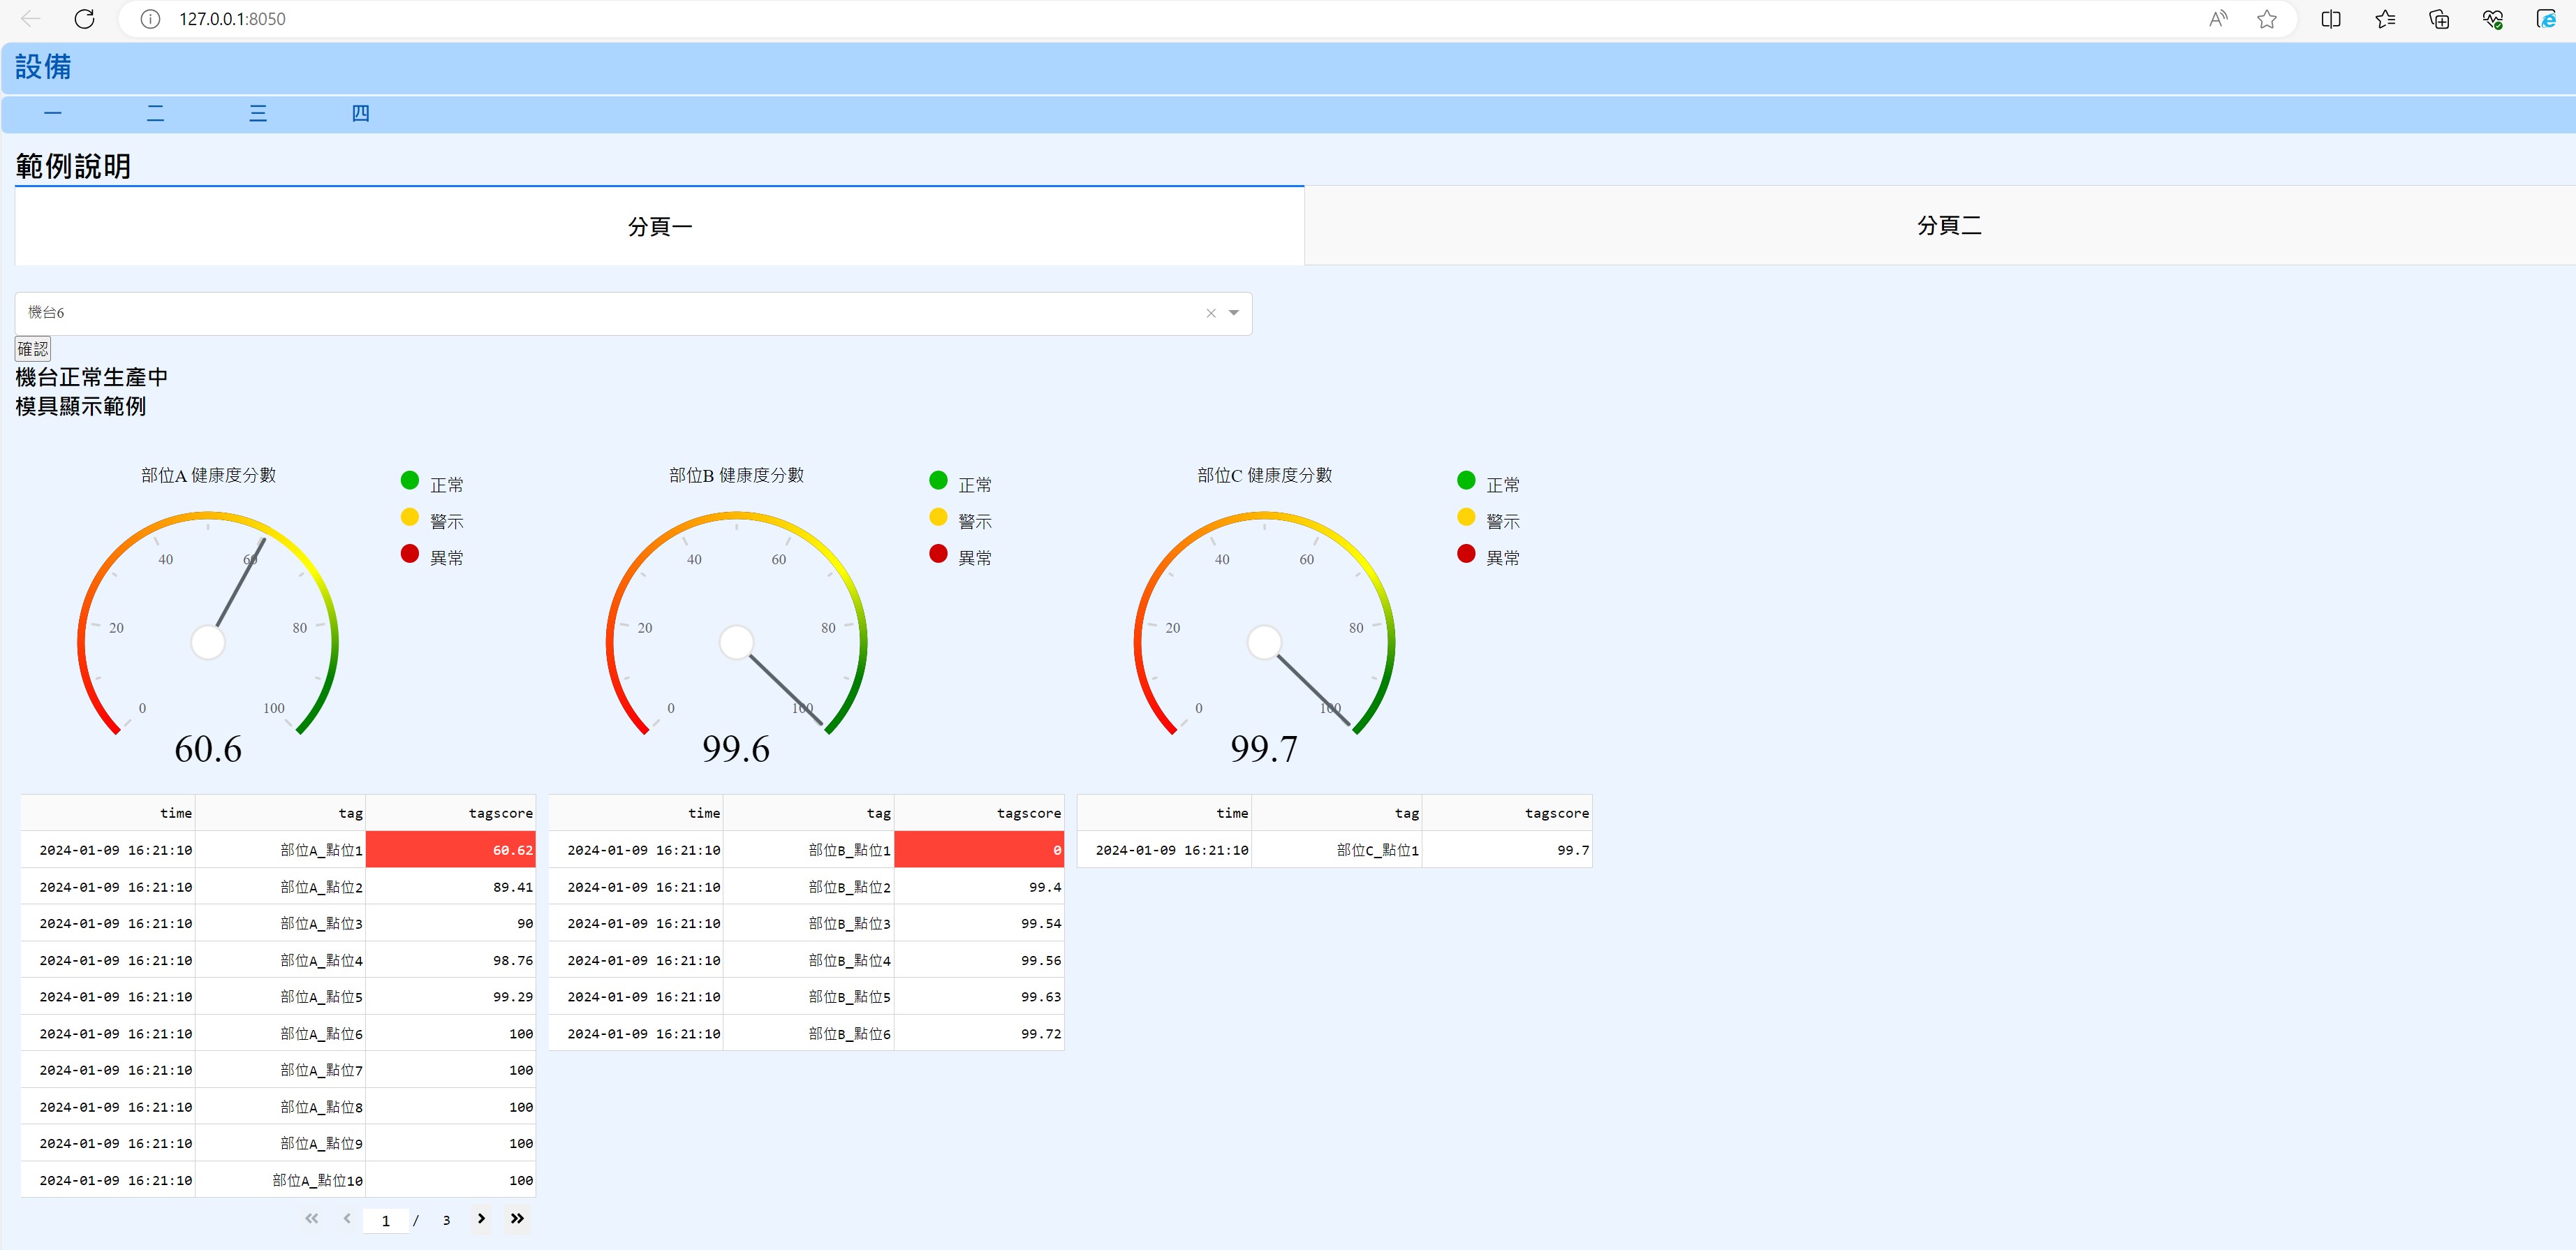 127.0.0.1:8050
設備
一 二 三 四
範例說明
分頁一 分頁二
機台6
確認
機台正常生產中
模具顯示範例
部位A 健康度分數
正常
警示
異常
0 20 40 60 80 100
60.6
部位B 健康度分數
正常
警示
異常
0 20 40 60 80 100
99.6
部位C 健康度分數
正常
警示
異常
0 20 40 60 80 100
99.7
time tag tagscore
2024-01-09 16:21:10 部位A_點位1 60.62
2024-01-09 16:21:10 部位A_點位2 89.41
2024-01-09 16:21:10 部位A_點位3 90
2024-01-09 16:21:10 部位A_點位4 98.76
2024-01-09 16:21:10 部位A_點位5 99.29
2024-01-09 16:21:10 部位A_點位6 100
2024-01-09 16:21:10 部位A_點位7 100
2024-01-09 16:21:10 部位A_點位8 100
2024-01-09 16:21:10 部位A_點位9 100
2024-01-09 16:21:10 部位A_點位10 100
1 / 3
time tag tagscore
2024-01-09 16:21:10 部位B_點位1 0
2024-01-09 16:21:10 部位B_點位2 99.4
2024-01-09 16:21:10 部位B_點位3 99.54
2024-01-09 16:21:10 部位B_點位4 99.56
2024-01-09 16:21:10 部位B_點位5 99.63
2024-01-09 16:21:10 部位B_點位6 99.72
time tag tagscore
2024-01-09 16:21:10 部位C_點位1 99.7